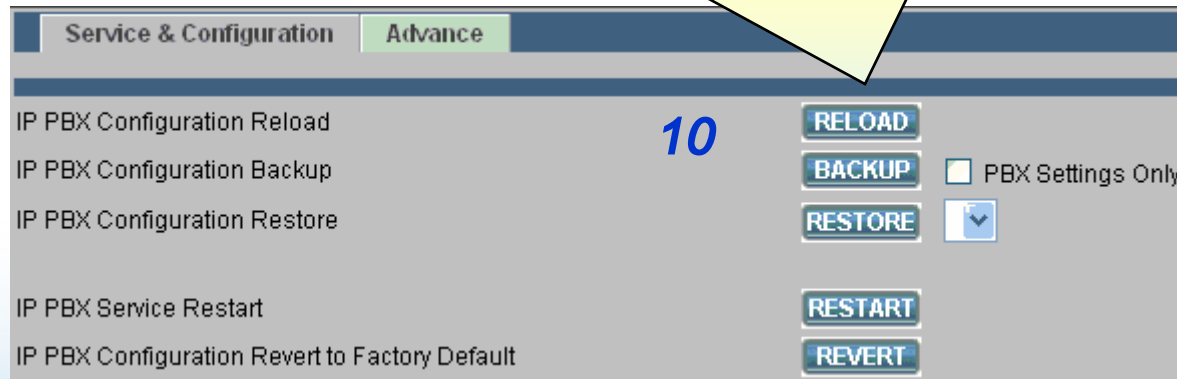 Service & Configuration Advance
IP PBX Configuration Reload 10 RELOAD
IP PBX Configuration Backup BACKUP PBX Settings Only
IP PBX Configuration Restore RESTORE
IP PBX Service Restart RESTART
IP PBX Configuration Revert to Factory Default REVERT